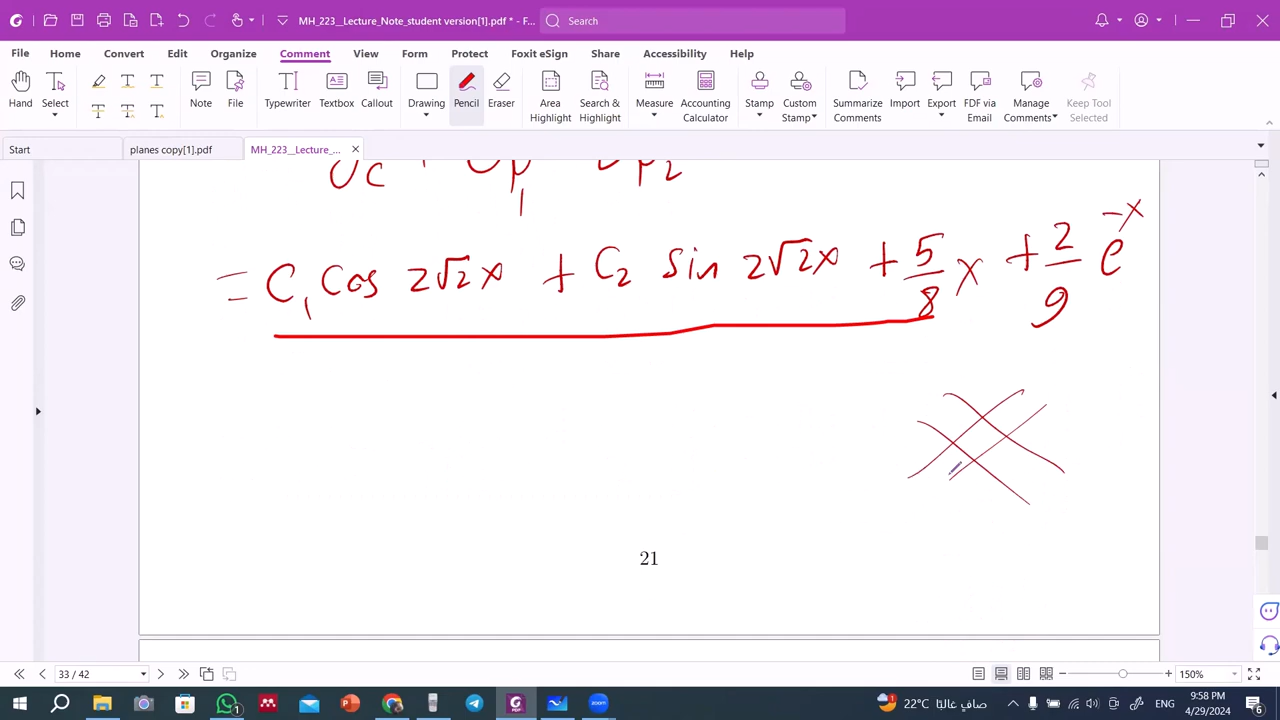 MH_223__Lecture_Note_student version[1].pdf * - F...
Search
File Home Convert Edit Organize Comment View Form Protect Foxit eSign Share Accessibility Help
Hand Select Note File Typewriter Textbox Callout Drawing Pencil Eraser Area Highlight Search & Highlight Measure Accounting Calculator Stamp Custom Stamp Summarize Comments Import Export FDF via Email Manage Comments Keep Tool Selected
Start planes copy[1].pdf MH_223__Lecture_...
= C₁ Cos 2√2x + C₂ Sin 2√2x + 5/8 x + 2/9 e^-x
21
33 / 42
150%
22°C صافٍ غالبًا
9:58 PM
4/29/2024
6
1